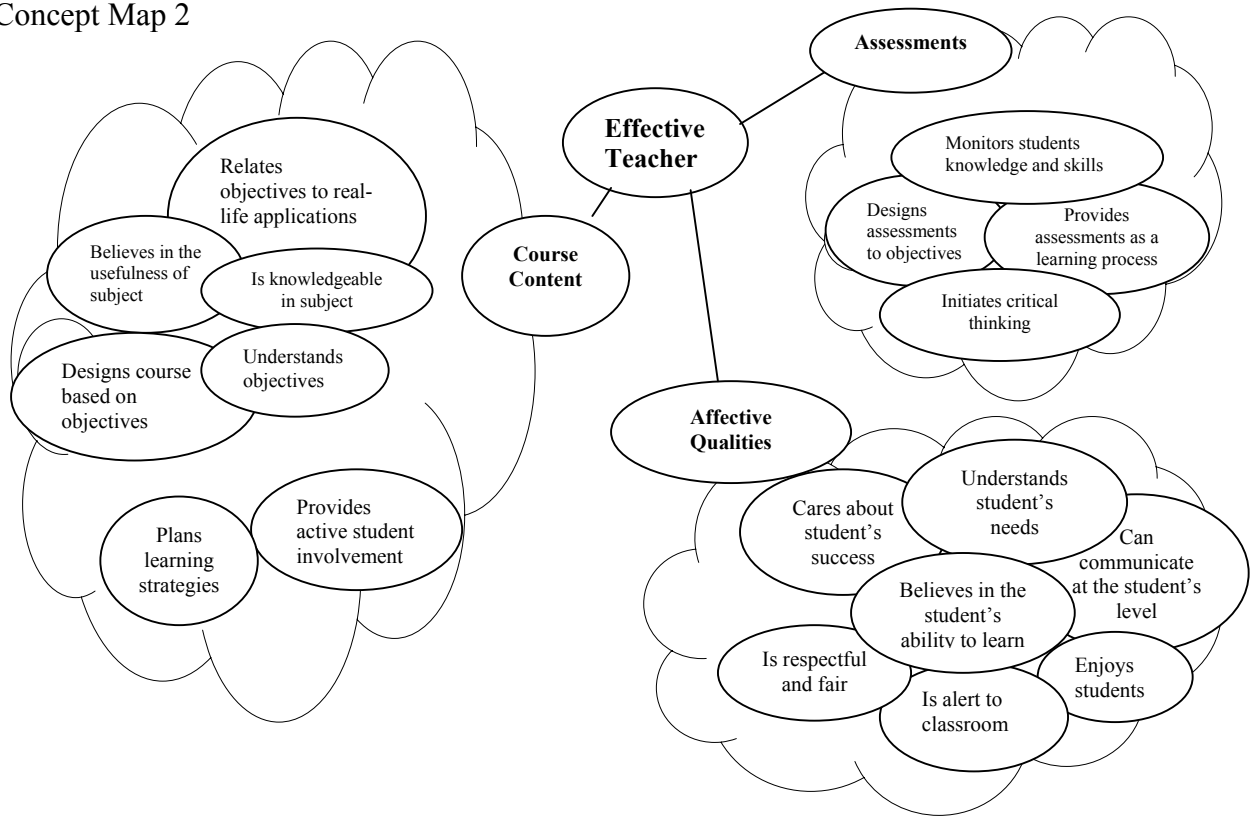 Concept Map 2
Assessments
Effective
Teacher
Monitors students
knowledge and skills
Designs
assessments
to objectives
Provides
assessments as a
learning process
Initiates critical
thinking
Relates
objectives to real-
life applications
Believes in the
usefulness of
subject
Is knowledgeable
in subject
Course
Content
Understands
objectives
Designs course
based on
objectives
Provides
active student
involvement
Plans
learning
strategies
Affective
Qualities
Cares about
student’s
success
Understands
student’s
needs
Can
communicate
at the student’s
level
Believes in the
student’s
ability to learn
Is respectful
and fair
Enjoys
students
Is alert to
classroom